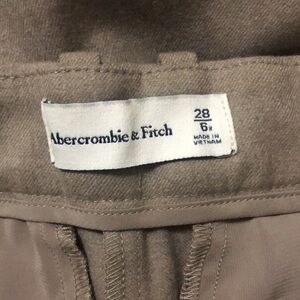 Abercrombie & Fitch
28
6R
MADE IN
VIETNAM